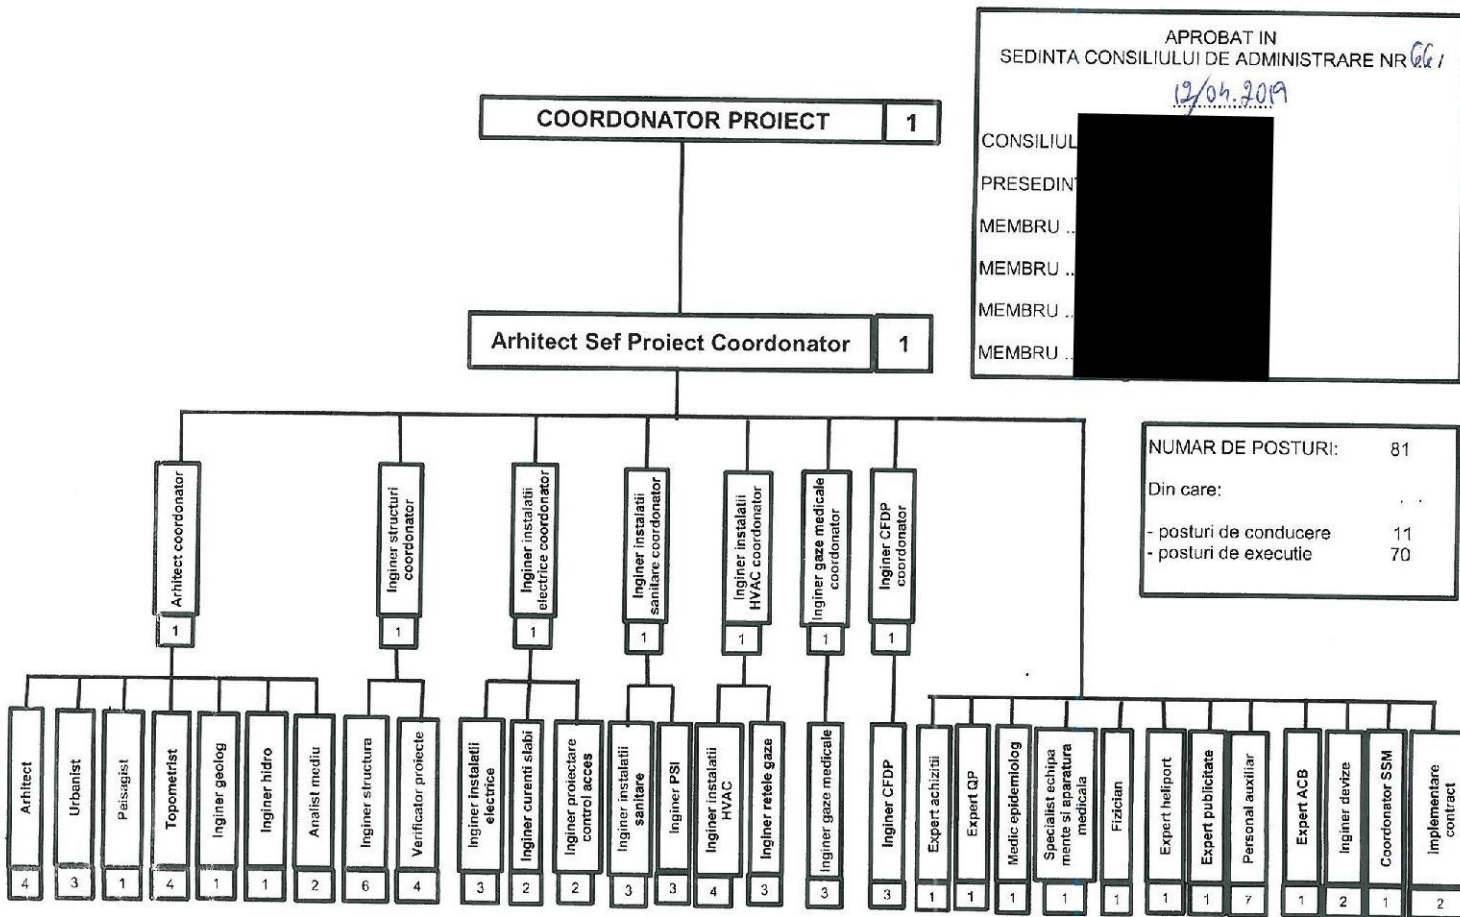 APROBAT IN
SEDINTA CONSILIULUI DE ADMINISTRARE NR 66 /
12/04.2019
CONSILIUL
PRESEDIN
MEMBRU ..
MEMBRU ..
MEMBRU ..
MEMBRU ..
COORDONATOR PROIECT 1
Arhitect Sef Proiect Coordonator 1
NUMAR DE POSTURI: 81
Din care:
- posturi de conducere 11
- posturi de executie 70
Arhitect coordonator
1
Inginer structuri
coordonator
1
Inginer instalatii
electrice coordonator
1
Inginer instalatii
sanitare coordonator
1
Inginer instalatii
HVAC coordonator
1
Inginer gaze medicale
coordonator
1
Inginer CFDP
coordonator
1
Arhitect
4
Urbanist
3
Peisagist
1
Topometrist
4
Inginer geolog
1
Inginer hidro
1
Analist mediu
2
Inginer structura
6
Verificator proiecte
4
Inginer instalatii
electrice
3
Inginer curenti slabi
2
Inginer proiectare
control acces
2
Inginer instalatii
sanitare
3
Inginer PSI
3
Inginer instalatii
HVAC
4
Inginer retele gaze
3
Inginer gaze medicale
3
Inginer CFDP
3
Expert achizitii
1
Expert QP
1
Medic epidemiolog
1
Specialist echipa
mente si aparatura
medicala
1
Fizician
1
Expert heliport
1
Expert publicitate
1
Personal auxiliar
7
Expert ACB
1
Inginer devize
2
Coordonator SSM
1
Implementare
contract
2